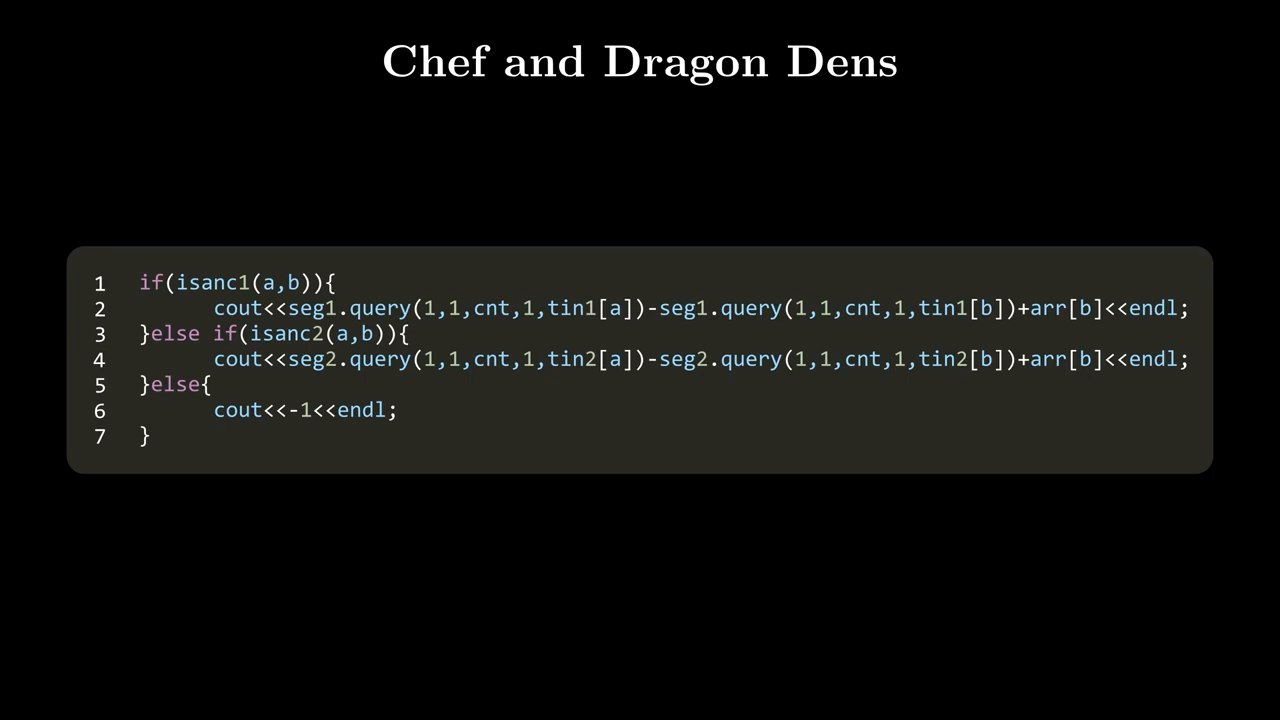 Chef and Dragon Dens
1 if(isanc1(a,b)){
2 cout<<seg1.query(1,1,cnt,1,tin1[a])-seg1.query(1,1,cnt,1,tin1[b])+arr[b]<<endl;
3 }else if(isanc2(a,b)){
4 cout<<seg2.query(1,1,cnt,1,tin2[a])-seg2.query(1,1,cnt,1,tin2[b])+arr[b]<<endl;
5 }else{
6 cout<<-1<<endl;
7 }